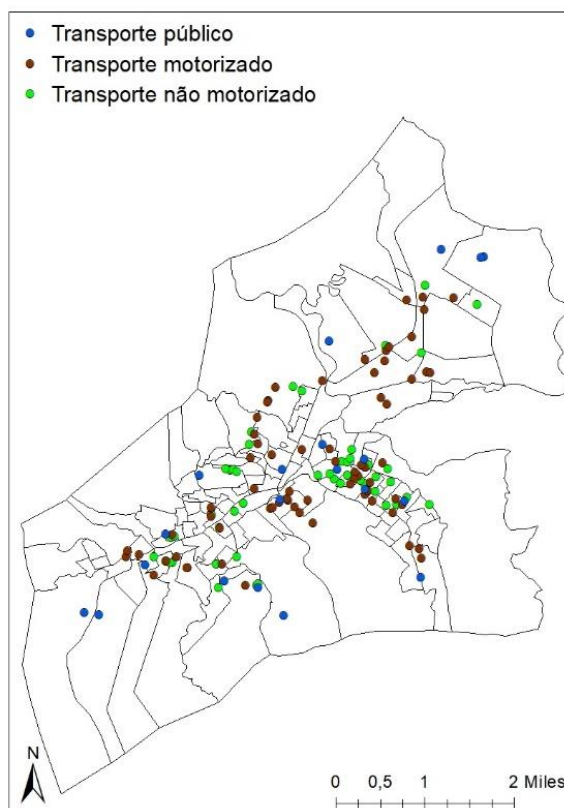 Transporte público
Transporte motorizado
Transporte não motorizado
N
0 0,5 1 2 Miles